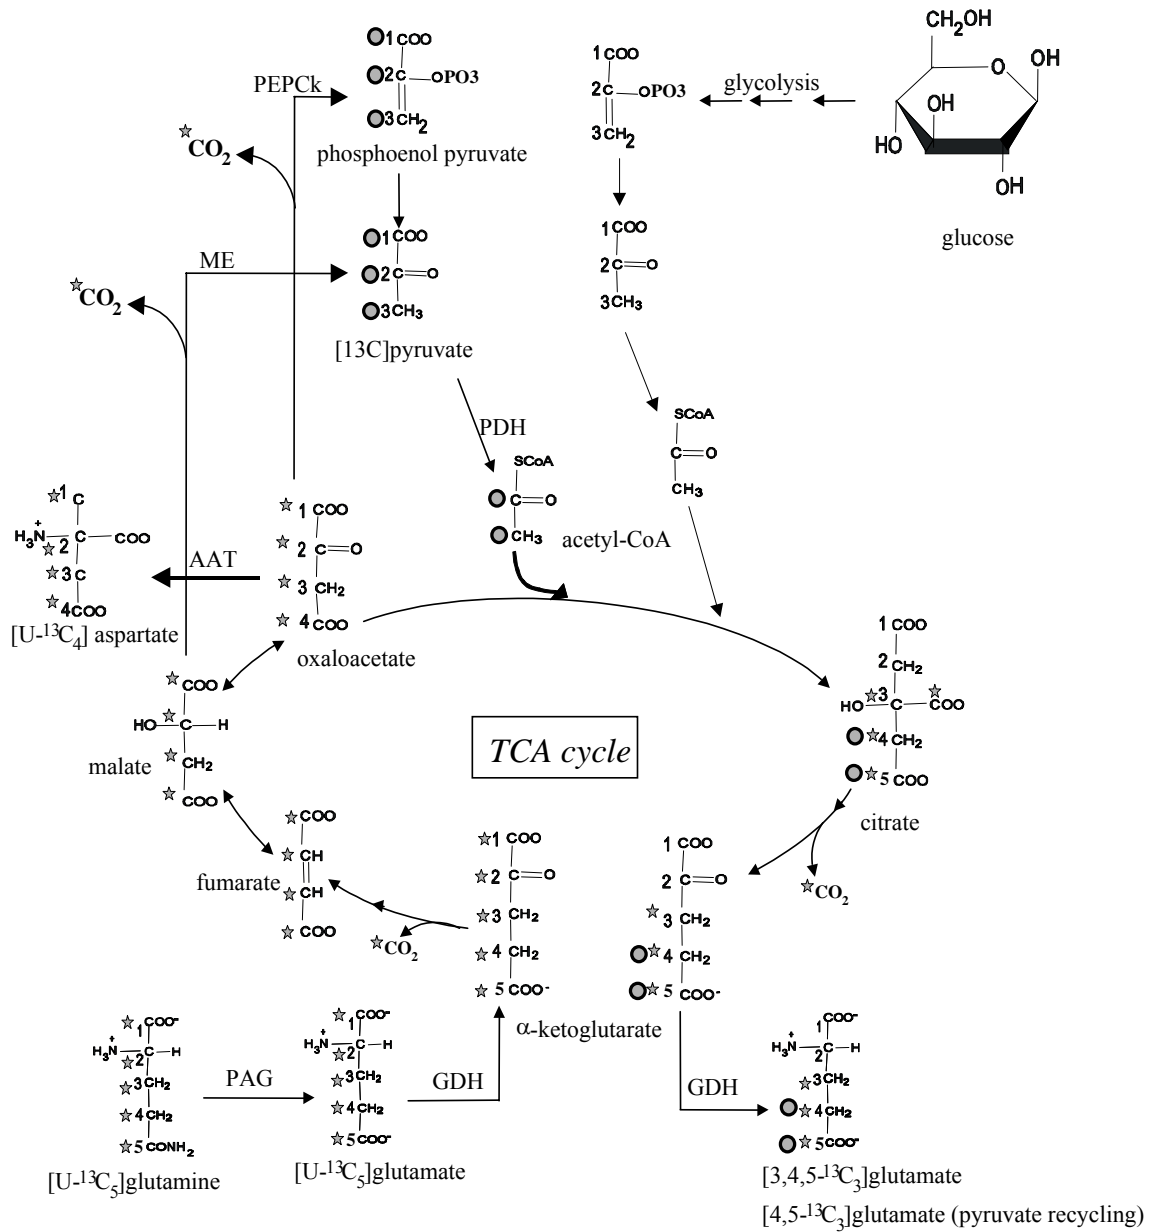 CH2OH
O
OH
OH
HO
OH
glucose
glycolysis
1COO
2C—OPO3
3CH2
PEPCk
1COO
2C—OPO3
3CH2
phosphoenol pyruvate
CO2
ME
CO2
1COO
2C=O
3CH3
[13C]pyruvate
1COO
2C=O
3CH3
PDH
SCoA
C=O
CH3
acetyl-CoA
SCoA
C=O
CH3
1 C
H3N+ 2 C—COO
3 C
4COO
[U-13C4] aspartate
AAT
1 COO
2 C=O
3 CH2
4 COO
oxaloacetate
COO
HO—C—H
CH2
COO
malate
TCA cycle
1 COO
2 CH2
HO 3 C—COO
4CH2
5COO
citrate
CO2
COO
CH
CH
COO
fumarate
CO2
1 COO
2 C=O
3 CH2
4 CH2
5 COO-
1 COO
2 C=O
3 CH2
4 CH2
5 COO-
α-ketoglutarate
1 COO-
H3N+ 2 C—H
3CH2
4CH2
5CONH2
[U-13C5]glutamine
PAG
1 COO-
H3N+ 2 C—H
3CH2
4CH2
5COO-
[U-13C5]glutamate
GDH
GDH
1 COO-
H3N+ 2 C—H
3CH2
4CH2
5COO-
[3,4,5-13C3]glutamate
[4,5-13C3]glutamate (pyruvate recycling)